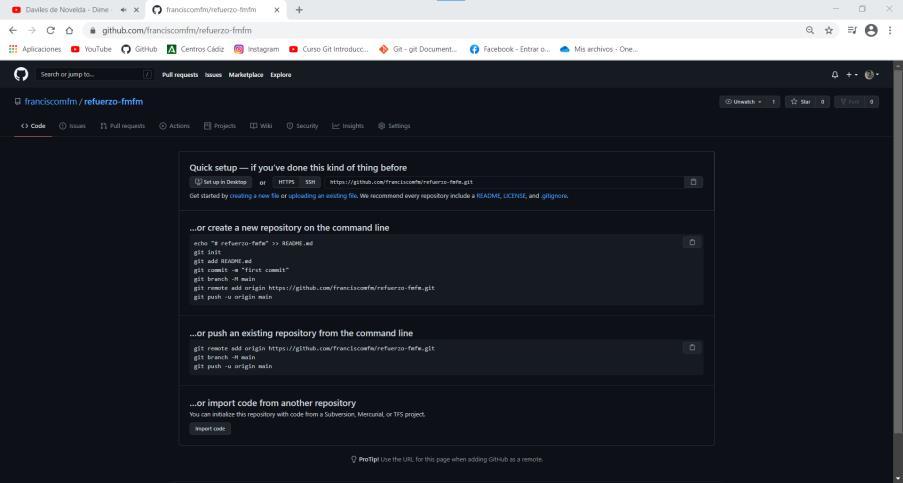 Daviles de Novelda - Dime
franciscomfm/refuerzo-fmfm
github.com/franciscomfm/refuerzo-fmfm
Aplicaciones YouTube GitHub Centros Cádiz Instagram Curso Git Introducc... Git - git Document... Facebook - Entrar o... Mis archivos - One...
Search or jump to... / Pull requests Issues Marketplace Explore
franciscomfm / refuerzo-fmfm
Unwatch 1 Star 0 Fork 0
Code Issues Pull requests Actions Projects Wiki Security Insights Settings
Quick setup — if you've done this kind of thing before
Set up in Desktop or HTTPS SSH https://github.com/franciscomfm/refuerzo-fmfm.git
Get started by creating a new file or uploading an existing file. We recommend every repository include a README, LICENSE, and .gitignore.
...or create a new repository on the command line
echo "# refuerzo-fmfm" >> README.md
git init
git add README.md
git commit -m "first commit"
git branch -M main
git remote add origin https://github.com/franciscomfm/refuerzo-fmfm.git
git push -u origin main
...or push an existing repository from the command line
git remote add origin https://github.com/franciscomfm/refuerzo-fmfm.git
git branch -M main
git push -u origin main
...or import code from another repository
You can initialize this repository with code from a Subversion, Mercurial, or TFS project.
Import code
ProTip! Use the URL for this page when adding GitHub as a remote.